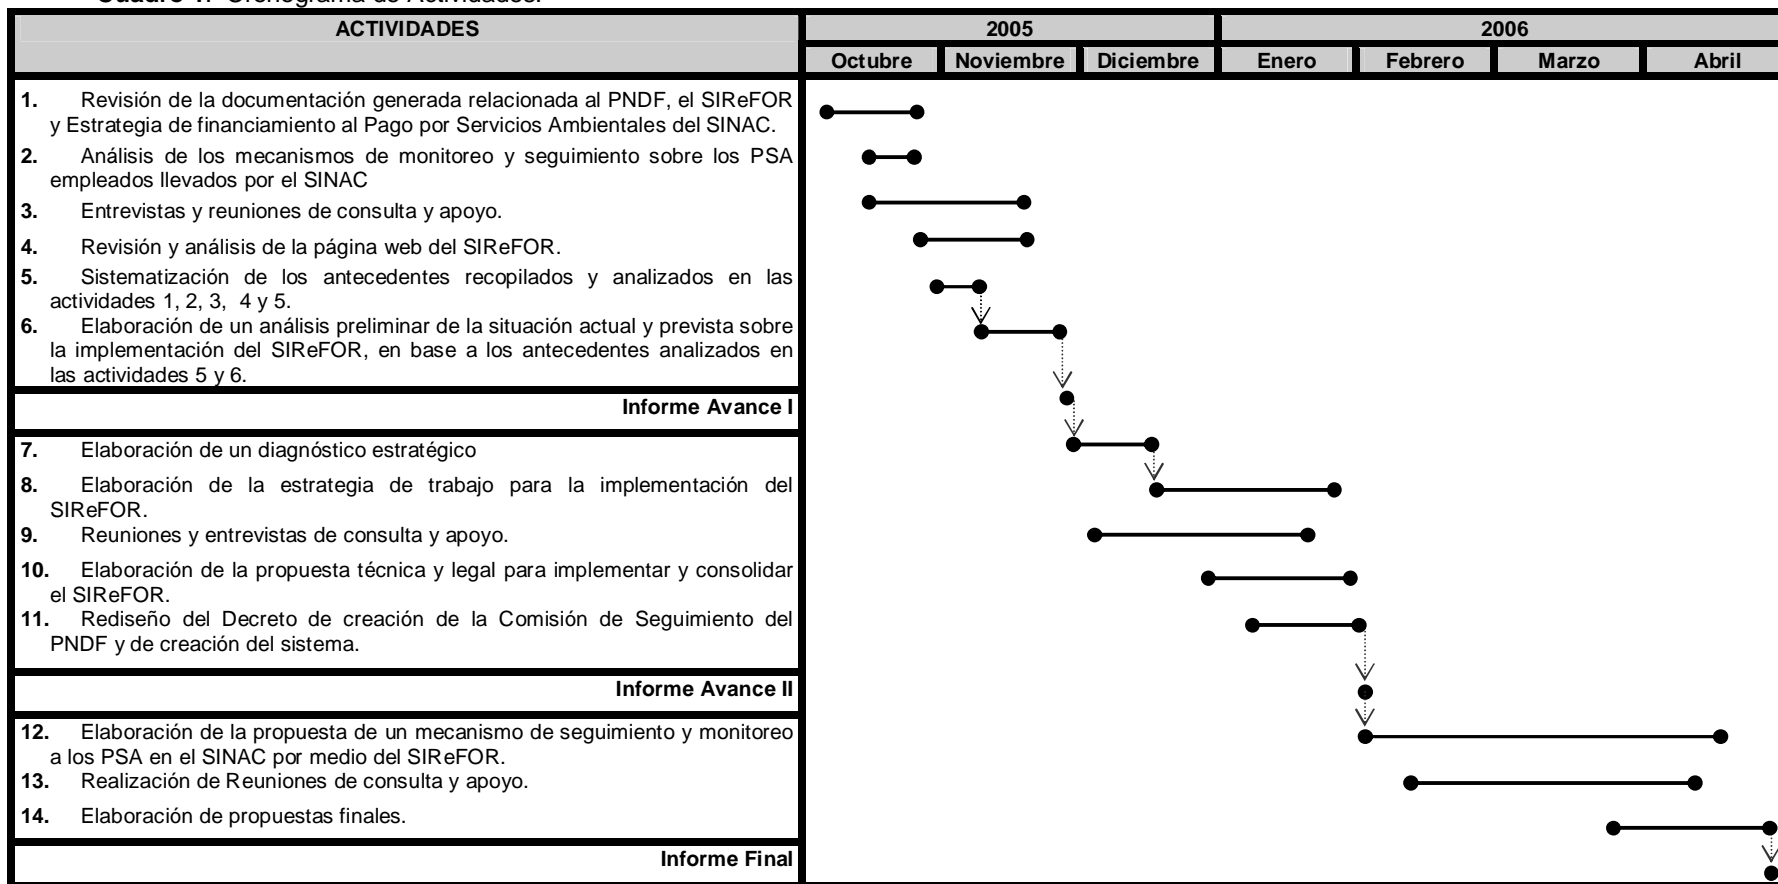 Cuadro 1. Cronograma de Actividades.
ACTIVIDADES
2005
2006
Octubre
Noviembre
Diciembre
Enero
Febrero
Marzo
Abril
1. Revisión de la documentación generada relacionada al PNDF, el SIReFOR
y Estrategia de financiamiento al Pago por Servicios Ambientales del SINAC.
2. Análisis de los mecanismos de monitoreo y seguimiento sobre los PSA
empleados llevados por el SINAC
3. Entrevistas y reuniones de consulta y apoyo.
4. Revisión y análisis de la página web del SIReFOR.
5. Sistematización de los antecedentes recopilados y analizados en las
actividades 1, 2, 3, 4 y 5.
6. Elaboración de un análisis preliminar de la situación actual y prevista sobre
la implementación del SIReFOR, en base a los antecedentes analizados en
las actividades 5 y 6.
Informe Avance I
7. Elaboración de un diagnóstico estratégico
8. Elaboración de la estrategia de trabajo para la implementación del
SIReFOR.
9. Reuniones y entrevistas de consulta y apoyo.
10. Elaboración de la propuesta técnica y legal para implementar y consolidar
el SIReFOR.
11. Rediseño del Decreto de creación de la Comisión de Seguimiento del
PNDF y de creación del sistema.
Informe Avance II
12. Elaboración de la propuesta de un mecanismo de seguimiento y monitoreo
a los PSA en el SINAC por medio del SIReFOR.
13. Realización de Reuniones de consulta y apoyo.
14. Elaboración de propuestas finales.
Informe Final